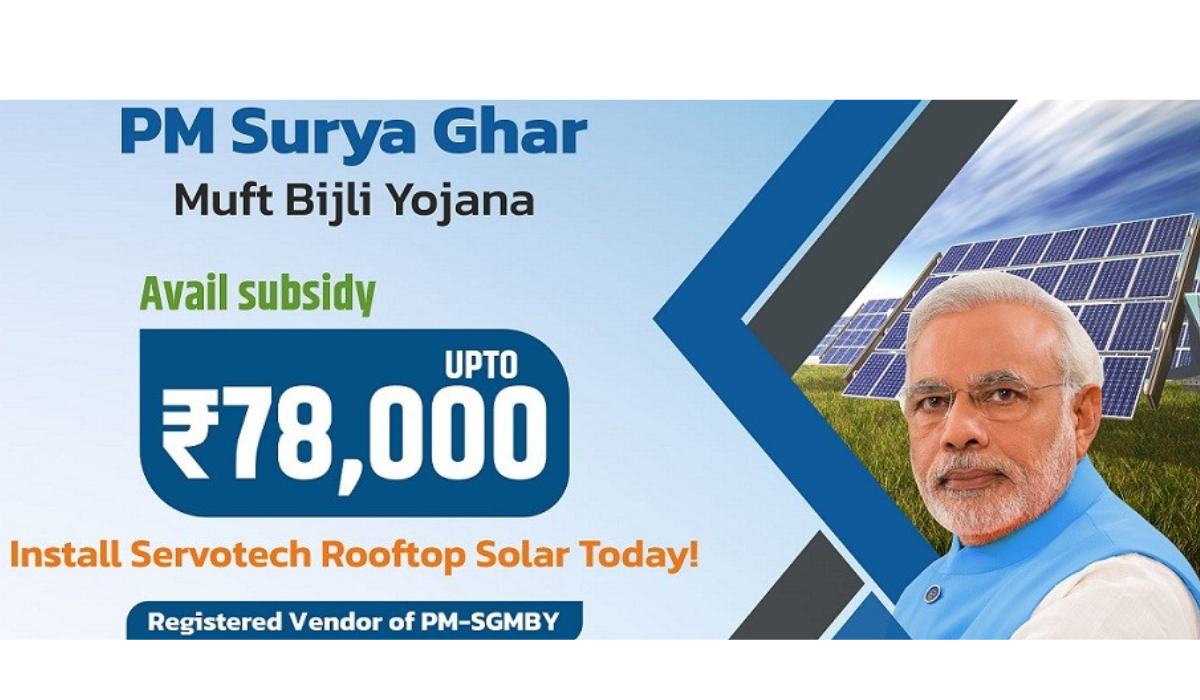 PM Surya Ghar
Muft Bijli Yojana
Avail subsidy
UPTO
₹78,000
Install Servotech Rooftop Solar Today!
Registered Vendor of PM-SGMBY